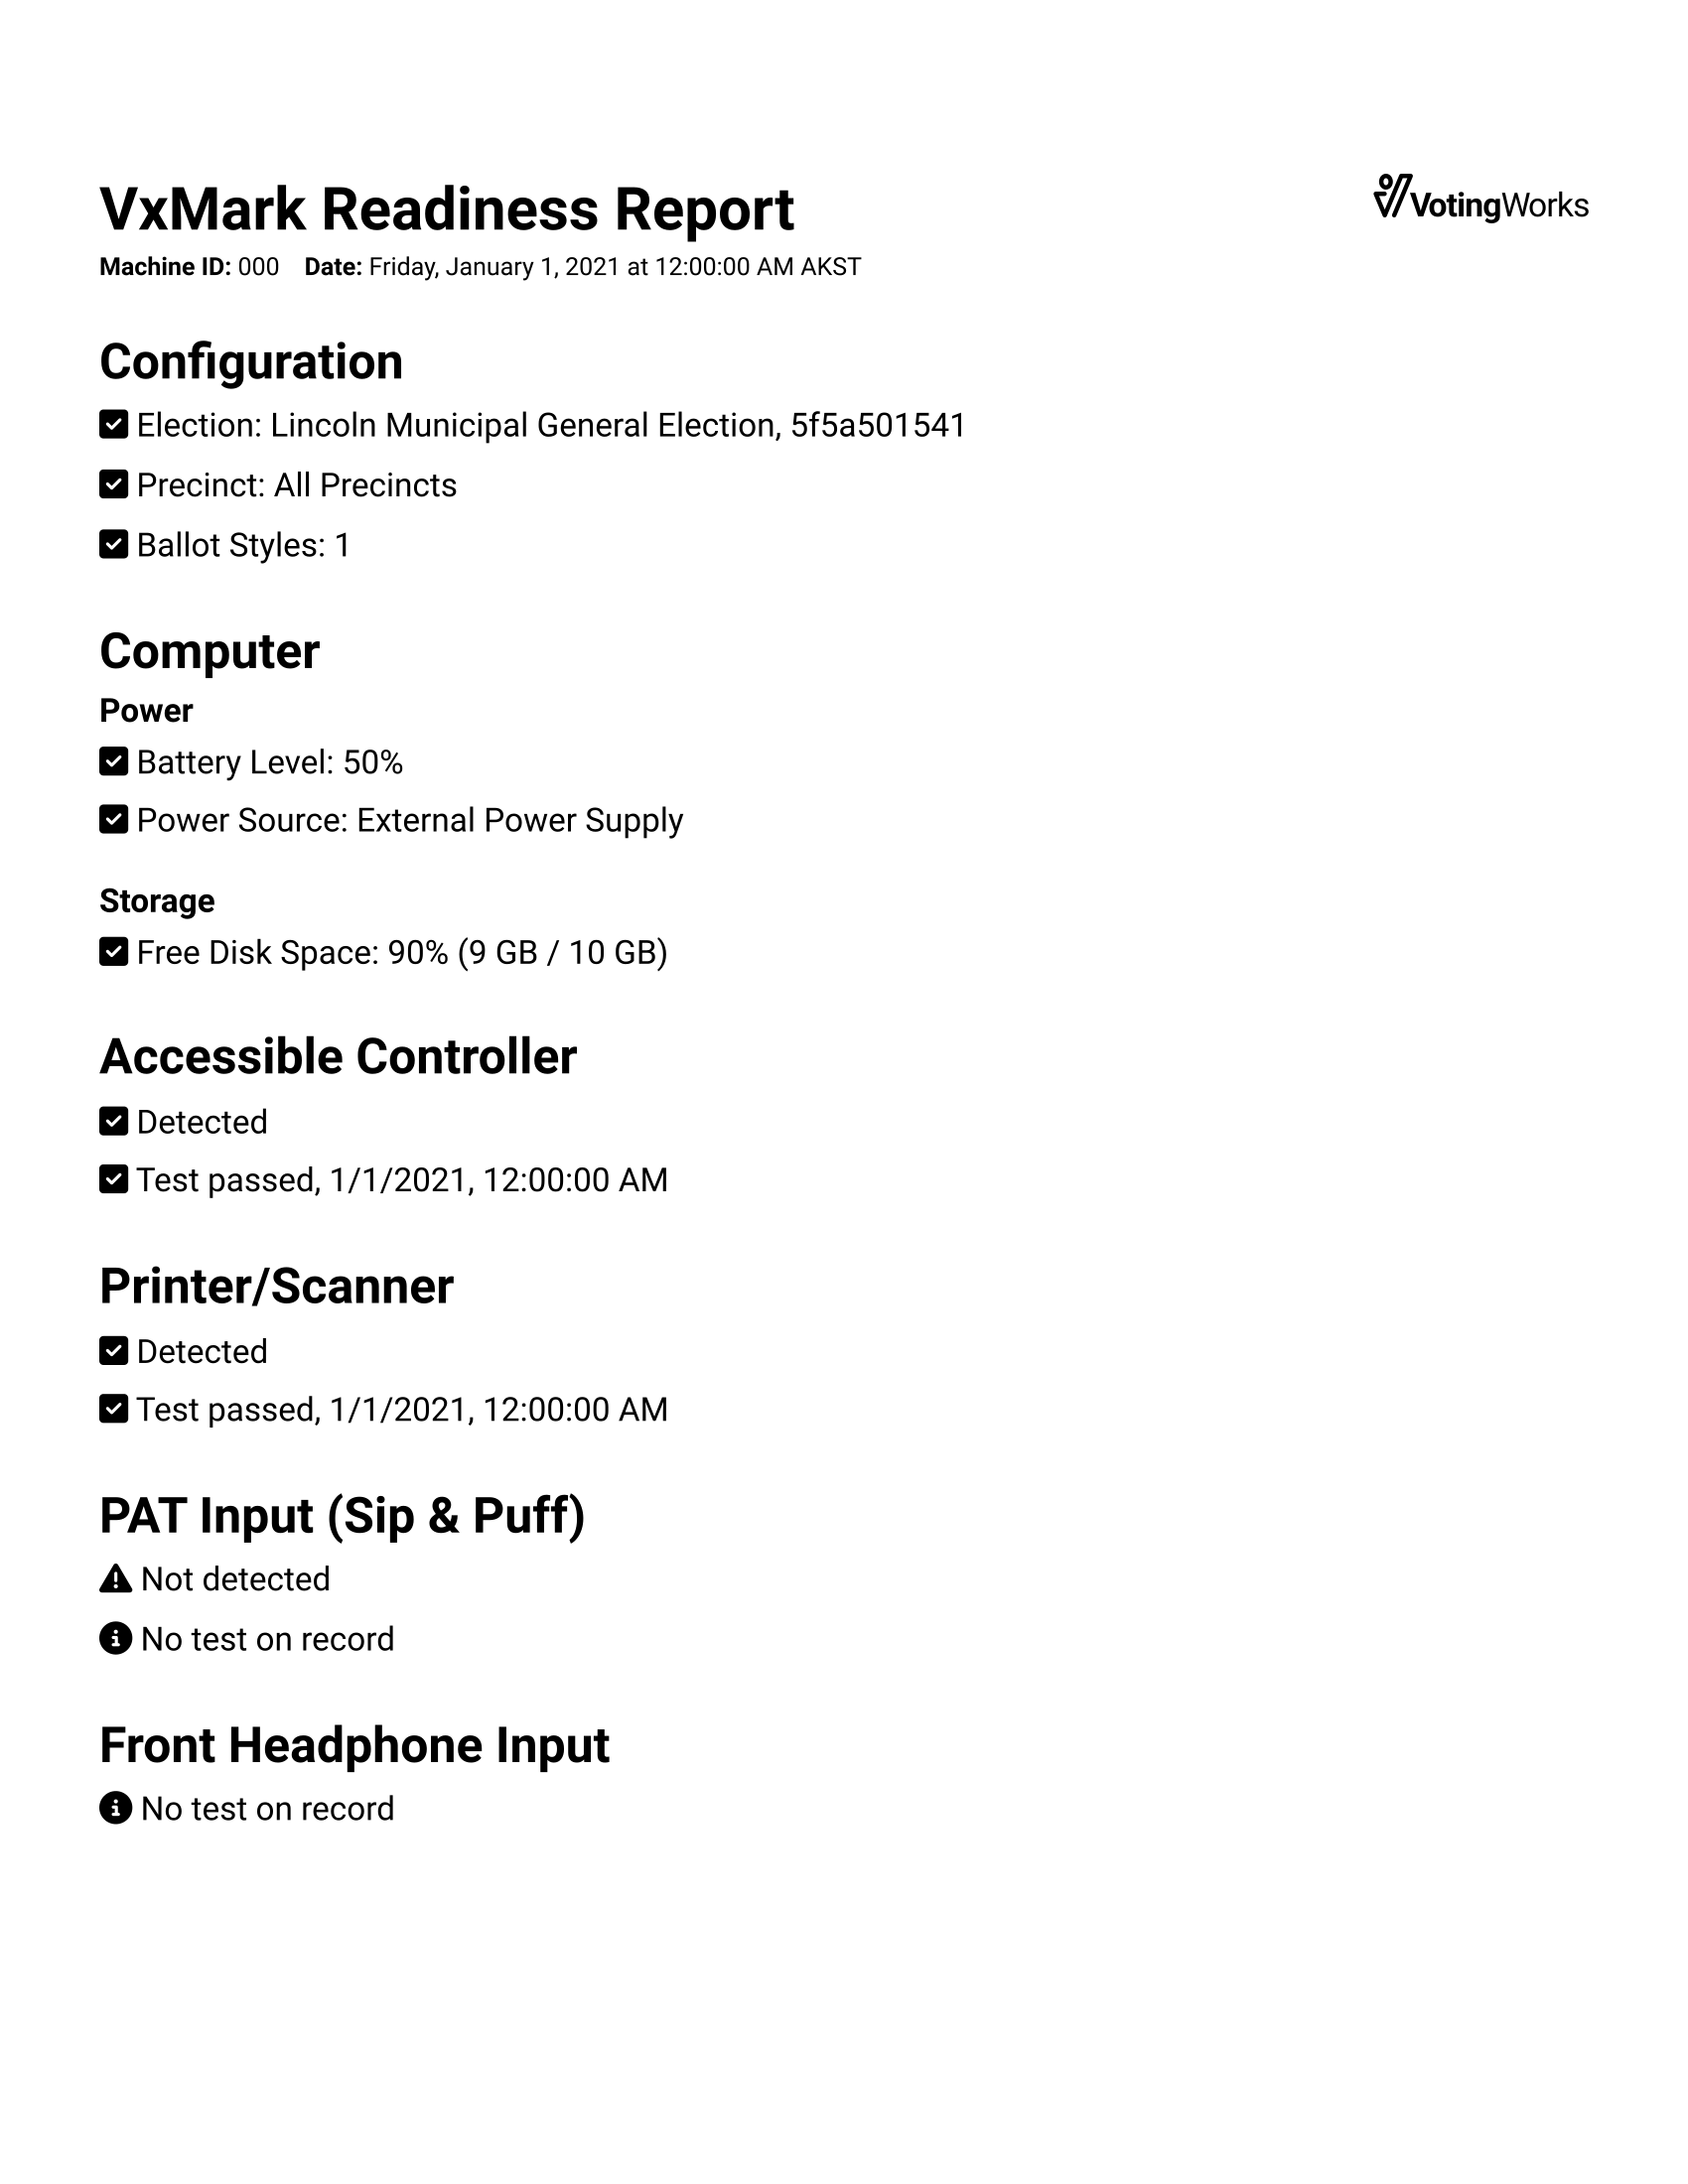 VxMark Readiness Report
VotingWorks
Machine ID: 000 Date: Friday, January 1, 2021 at 12:00:00 AM AKST
Configuration
Election: Lincoln Municipal General Election, 5f5a501541
Precinct: All Precincts
Ballot Styles: 1
Computer
Power
Battery Level: 50%
Power Source: External Power Supply
Storage
Free Disk Space: 90% (9 GB / 10 GB)
Accessible Controller
Detected
Test passed, 1/1/2021, 12:00:00 AM
Printer/Scanner
Detected
Test passed, 1/1/2021, 12:00:00 AM
PAT Input (Sip & Puff)
Not detected
No test on record
Front Headphone Input
No test on record